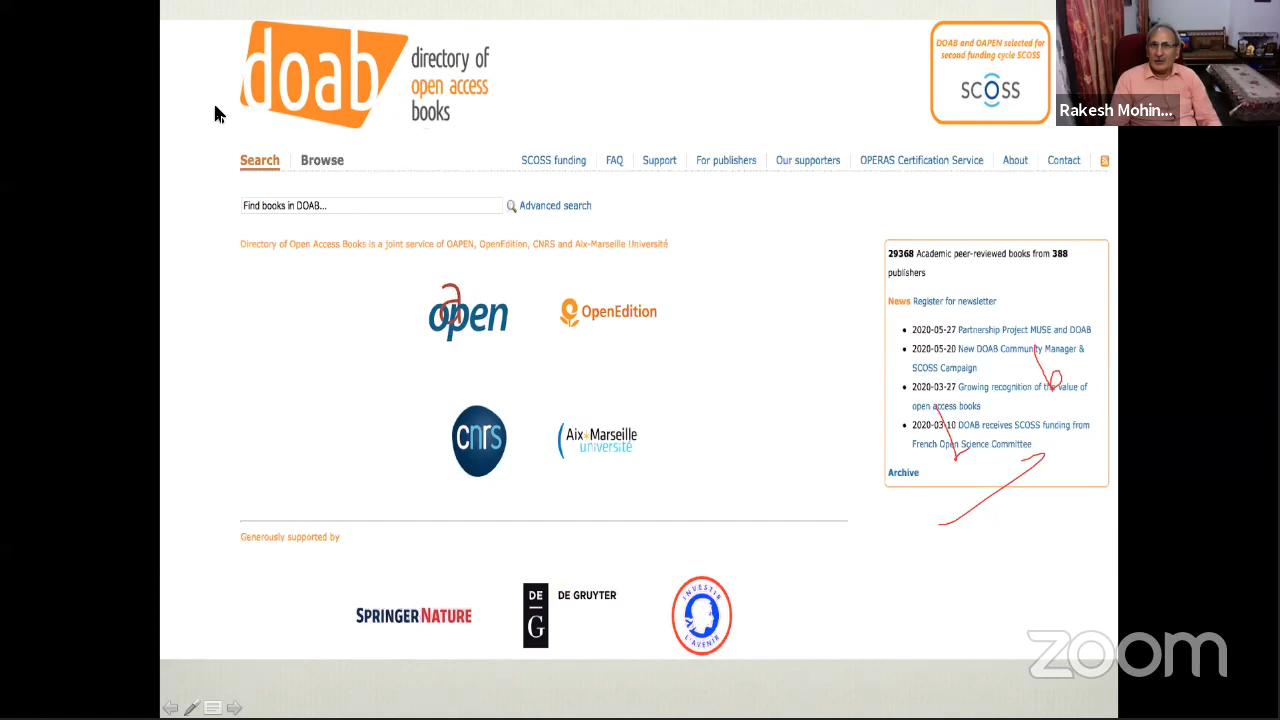 doab
directory of
open access
books
DOAB and OAPEN selected for
second funding cycle SCOSS
SCOSS
Rakesh Mohin...
Search
Browse
SCOSS funding
FAQ
Support
For publishers
Our supporters
OPERAS Certification Service
About
Contact
Find books in DOAB...
Advanced search
Directory of Open Access Books is a joint service of OAPEN, OpenEdition, CNRS and Aix-Marseille Université
29368 Academic peer-reviewed books from 388
publishers
News Register for newsletter
2020-05-27 Partnership Project MUSE and DOAB
2020-05-20 New DOAB Community Manager &
SCOSS Campaign
2020-03-27 Growing recognition of the value of
open access books
2020-03-10 DOAB receives SCOSS funding from
French Open Science Committee
Archive
oapen
OpenEdition
cnrs
Aix Marseille
université
Generously supported by
SPRINGER NATURE
DE
G
DE GRUYTER
INVESTIR
L'AVENIR
zoom